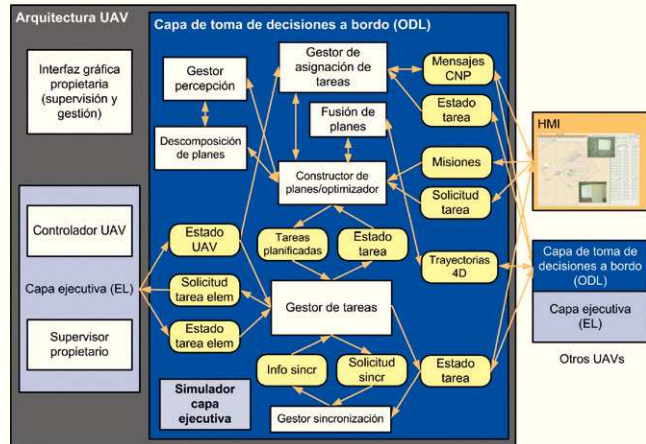 Arquitectura UAV
Interfaz gráfica
propietaria
(supervisión y
gestión)
Controlador UAV
Capa ejecutiva (EL)
Supervisor
propietario
Capa de toma de decisiones a bordo (ODL)
Gestor
percepción
Descomposición
de planes
Gestor de
asignación de
tareas
Fusión de
planes
Constructor de
planes/optimizador
Mensajes
CNP
Estado
tarea
Misiones
Solicitud
tarea
Estado
UAV
Tareas
planificadas
Estado
tarea
Trayectorias
4D
Solicitud
tarea elem
Gestor de tareas
Estado
tarea elem
Info sincr
Solicitud
sincr
Estado
tarea
Simulador
capa
ejecutiva
Gestor sincronización
HMI
Capa de toma de
decisiones a bordo
(ODL)
Capa ejecutiva
(EL)
Otros UAVs